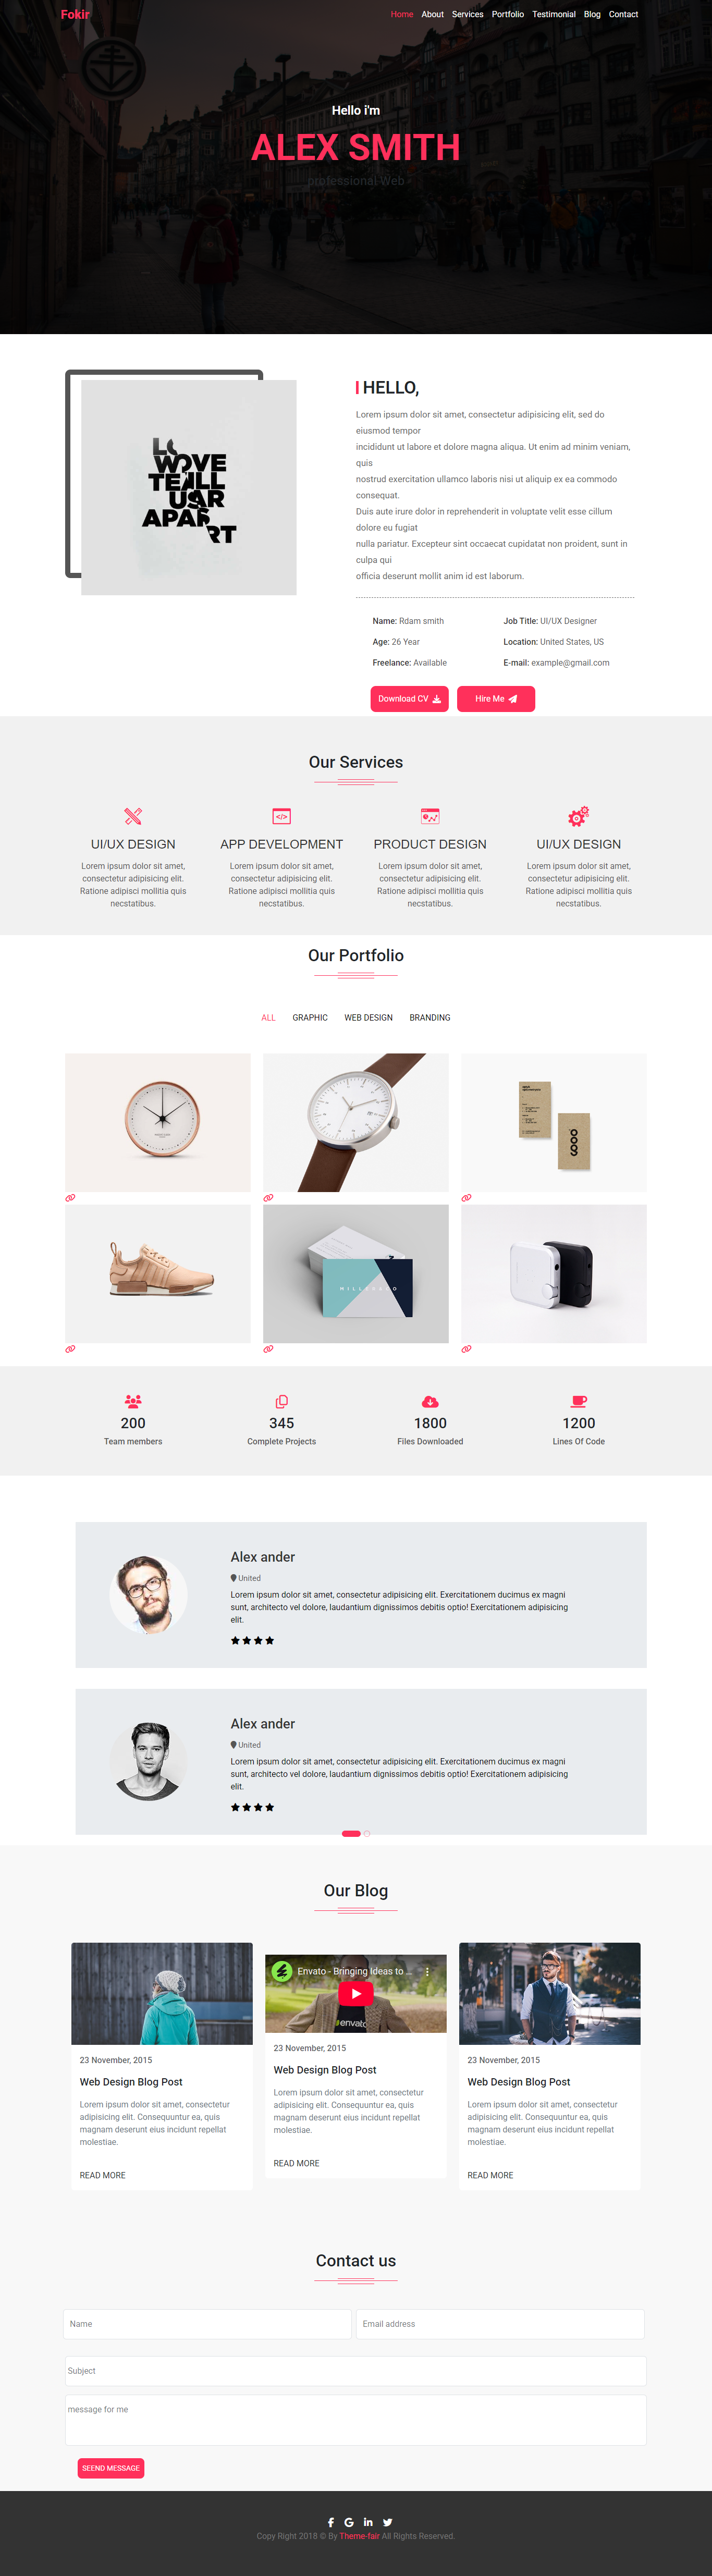 Fokir
Home About Services Portfolio Testimonial Blog Contact
Hello i'm
ALEX SMITH
professional Web
HELLO,
Lorem ipsum dolor sit amet, consectetur adipisicing elit, sed do
eiusmod tempor
incididunt ut labore et dolore magna aliqua. Ut enim ad minim veniam,
quis
nostrud exercitation ullamco laboris nisi ut aliquip ex ea commodo
consequat.
Duis aute irure dolor in reprehenderit in voluptate velit esse cillum
dolore eu fugiat
nulla pariatur. Excepteur sint occaecat cupidatat non proident, sunt in
culpa qui
officia deserunt mollit anim id est laborum.
Name: Rdam smith
Job Title: UI/UX Designer
Age: 26 Year
Location: United States, US
Freelance: Available
E-mail: example@gmail.com
Download CV
Hire Me
Our Services
UI/UX DESIGN
Lorem ipsum dolor sit amet,
consectetur adipisicing elit.
Ratione adipisci mollitia quis
necstatibus.
APP DEVELOPMENT
Lorem ipsum dolor sit amet,
consectetur adipisicing elit.
Ratione adipisci mollitia quis
necstatibus.
PRODUCT DESIGN
Lorem ipsum dolor sit amet,
consectetur adipisicing elit.
Ratione adipisci mollitia quis
necstatibus.
UI/UX DESIGN
Lorem ipsum dolor sit amet,
consectetur adipisicing elit.
Ratione adipisci mollitia quis
necstatibus.
Our Portfolio
ALL GRAPHIC WEB DESIGN BRANDING
200
Team members
345
Complete Projects
1800
Files Downloaded
1200
Lines Of Code
Alex ander
United
Lorem ipsum dolor sit amet, consectetur adipisicing elit. Exercitationem ducimus ex magni
sunt, architecto vel dolore, laudantium dignissimos debitis optio! Exercitationem adipisicing
elit.
Alex ander
United
Lorem ipsum dolor sit amet, consectetur adipisicing elit. Exercitationem ducimus ex magni
sunt, architecto vel dolore, laudantium dignissimos debitis optio! Exercitationem adipisicing
elit.
Our Blog
23 November, 2015
Web Design Blog Post
Lorem ipsum dolor sit amet, consectetur
adipisicing elit. Consequuntur ea, quis
magnam deserunt eius incidunt repellat
molestiae.
READ MORE
Envato - Bringing Ideas to ...
envato
23 November, 2015
Web Design Blog Post
Lorem ipsum dolor sit amet, consectetur
adipisicing elit. Consequuntur ea, quis
magnam deserunt eius incidunt repellat
molestiae.
READ MORE
23 November, 2015
Web Design Blog Post
Lorem ipsum dolor sit amet, consectetur
adipisicing elit. Consequuntur ea, quis
magnam deserunt eius incidunt repellat
molestiae.
READ MORE
Contact us
Name
Email address
Subject
message for me
SEEND MESSAGE
Copy Right 2018 © By Theme-fair All Rights Reserved.